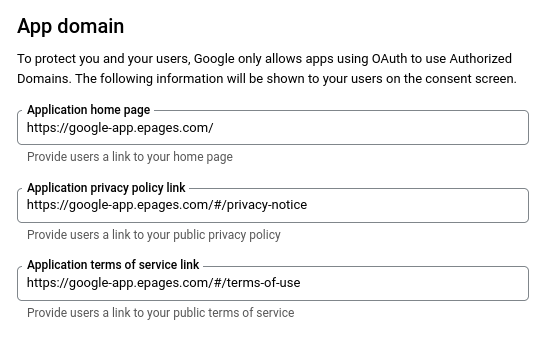 App domain
To protect you and your users, Google only allows apps using OAuth to use Authorized
Domains. The following information will be shown to your users on the consent screen.
Application home page
https://google-app.epages.com/
Provide users a link to your home page
Application privacy policy link
https://google-app.epages.com/#/privacy-notice
Provide users a link to your public privacy policy
Application terms of service link
https://google-app.epages.com/#/terms-of-use
Provide users a link to your public terms of service